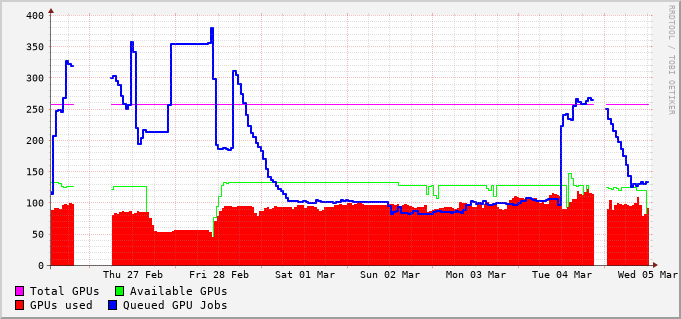 400
350
300
250
200
150
100
50
0
Thu 27 Feb Fri 28 Feb Sat 01 Mar Sun 02 Mar Mon 03 Mar Tue 04 Mar Wed 05 Mar
Total GPUs Available GPUs
GPUs used Queued GPU Jobs
RRDTOOL / TOBI OETIKER